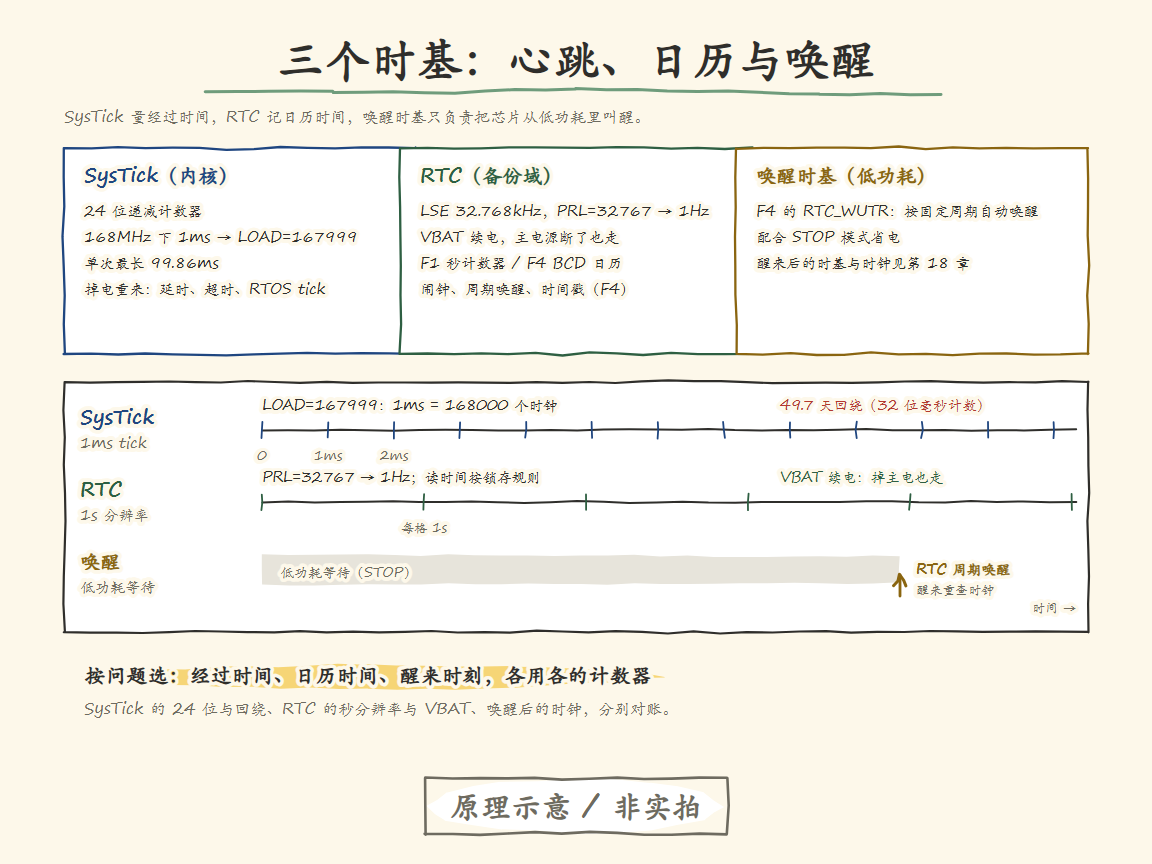 三个时基：心跳、日历与唤醒
SysTick 量经过时间，RTC 记日历时间，唤醒时基只负责把芯片从低功耗里叫醒。
SysTick（内核）
24 位递减计数器
168MHz 下 1ms → LOAD=167999
单次最长 99.86ms
掉电重来：延时、超时、RTOS tick
RTC（备份域）
LSE 32.768kHz，PRL=32767 → 1Hz
VBAT 续电，主电源断了也走
F1 秒计数器 / F4 BCD 日历
闹钟、周期唤醒、时间戳（F4）
唤醒时基（低功耗）
F4 的 RTC_WUTR：按固定周期自动唤醒
配合 STOP 模式省电
醒来后的时基与时钟见第 18 章
SysTick
1ms tick
LOAD=167999：1ms = 168000 个时钟
49.7 天回绕（32 位毫秒计数）
0 1ms 2ms
RTC
1s 分辨率
PRL=32767 → 1Hz；读时间按锁存规则
VBAT 续电：掉主电也走
每格 1s
唤醒
低功耗等待
低功耗等待（STOP）
RTC 周期唤醒
醒来重查时钟
时间 →
按问题选：经过时间、日历时间、醒来时刻，各用各的计数器
SysTick 的 24 位与回绕、RTC 的秒分辨率与 VBAT、唤醒后的时钟，分别对账。
原理示意 / 非实拍